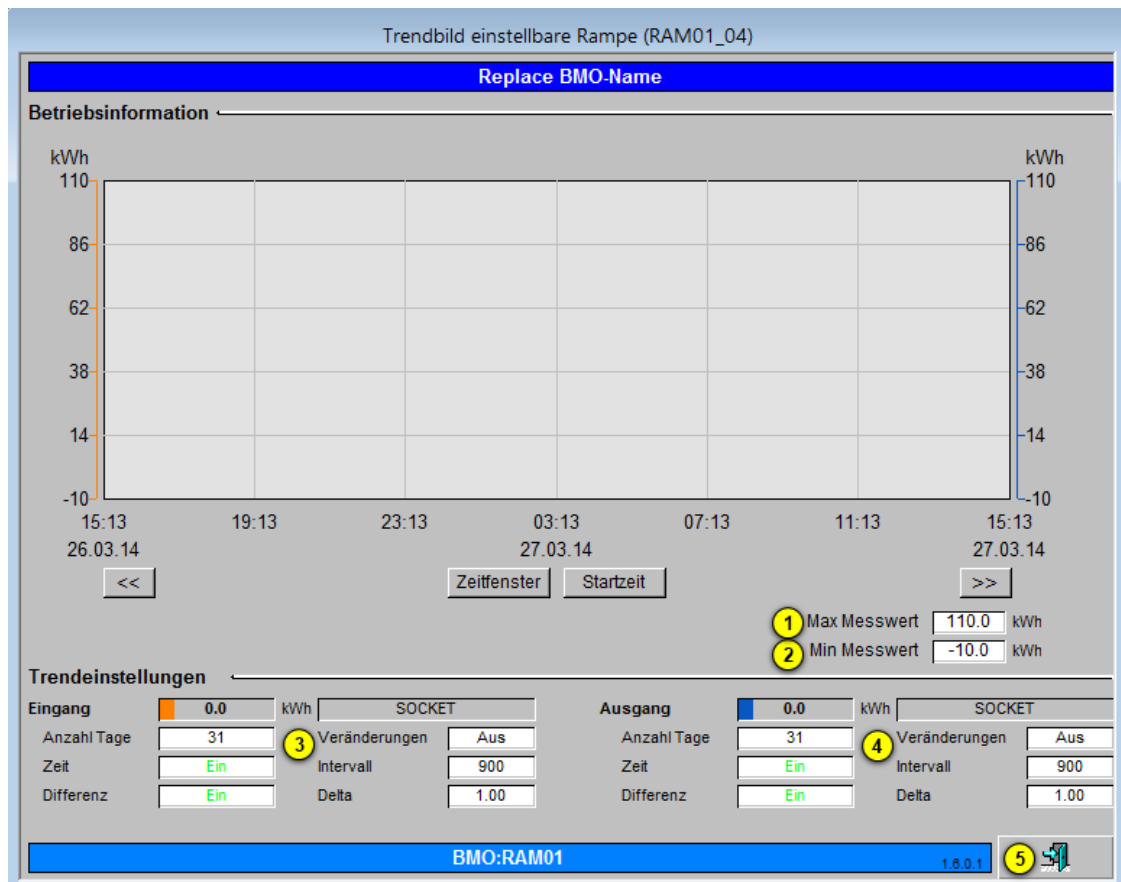 Trendbild einstellbare Rampe (RAM01_04)
Replace BMO-Name
Betriebsinformation
kWh kWh
110 110
86 86
62 62
38 38
14 14
-10 -10
15:13 19:13 23:13 03:13 07:13 11:13 15:13
26.03.14 27.03.14 27.03.14
<< Zeitfenster Startzeit >>
1 Max Messwert 110.0 kWh
2 Min Messwert -10.0 kWh
Trendeinstellungen
Eingang 0.0 kWh SOCKET Ausgang 0.0 kWh SOCKET
Anzahl Tage 31 3 Veränderungen Aus Anzahl Tage 31 4 Veränderungen Aus
Zeit Ein Intervall 900 Zeit Ein Intervall 900
Differenz Ein Delta 1.00 Differenz Ein Delta 1.00
BMO:RAM01 1.6.0.1 5